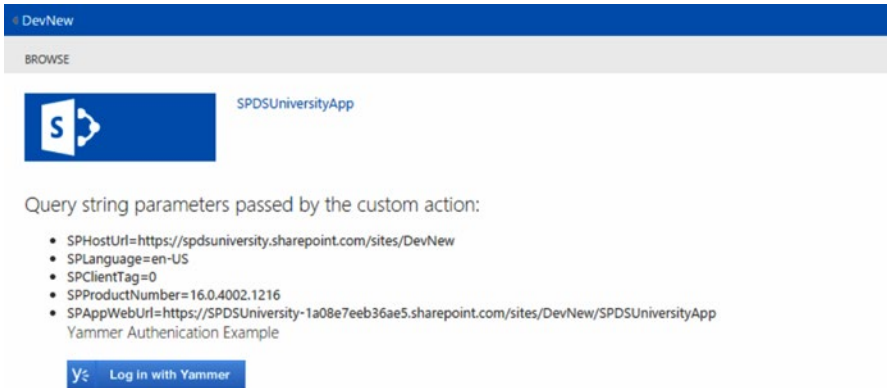 DevNew
BROWSE
S
SPDSUniversityApp
Query string parameters passed by the custom action:
SPHostUrl=https://spdsuniversity.sharepoint.com/sites/DevNew
SPLanguage=en-US
SPClientTag=0
SPProductNumber=16.0.4002.1216
SPAppWebUrl=https://SPDSUniversity-1a08e7eeb36ae5.sharepoint.com/sites/DevNew/SPDSUniversityApp
Yammer Authenication Example
Log in with Yammer